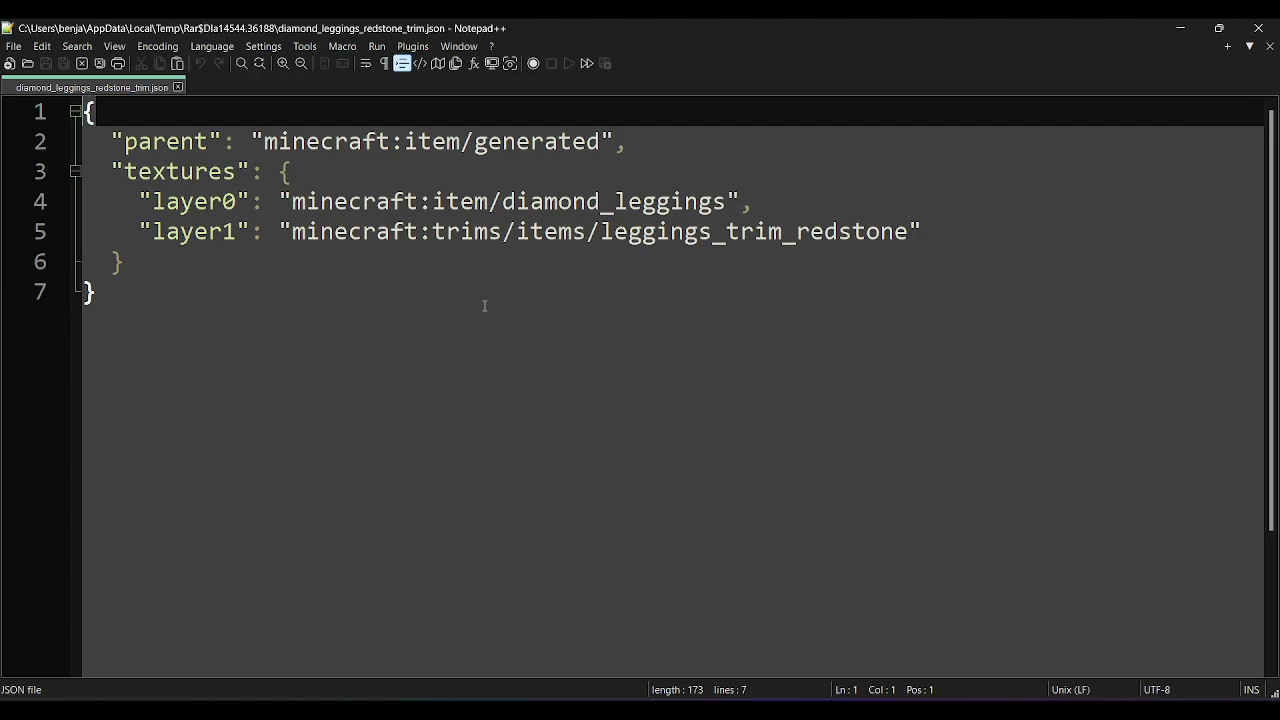 C:\Users\benja\AppData\Local\Temp\Rar$DIa14544.36188\diamond_leggings_redstone_trim.json - Notepad++
File Edit Search View Encoding Language Settings Tools Macro Run Plugins Window ?
diamond_leggings_redstone_trim.json
1 {
2 "parent": "minecraft:item/generated",
3 "textures": {
4 "layer0": "minecraft:item/diamond_leggings",
5 "layer1": "minecraft:trims/items/leggings_trim_redstone"
6 }
7 }
JSON file length : 173 lines : 7 Ln : 1 Col : 1 Pos : 1 Unix (LF) UTF-8 INS